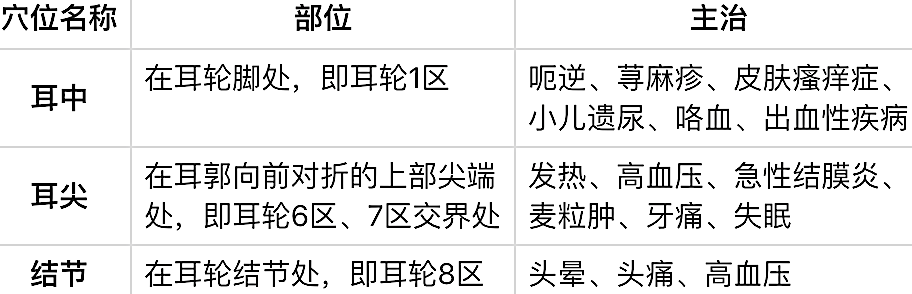 穴位名称 部位 主治
耳中 在耳轮脚处，即耳轮1区 呃逆、荨麻疹、皮肤瘙痒症、
小儿遗尿、咯血、出血性疾病
耳尖 在耳郭向前对折的上部尖端
处，即耳轮6区、7区交界处 发热、高血压、急性结膜炎、
麦粒肿、牙痛、失眠
结节 在耳轮结节处，即耳轮8区 头晕、头痛、高血压